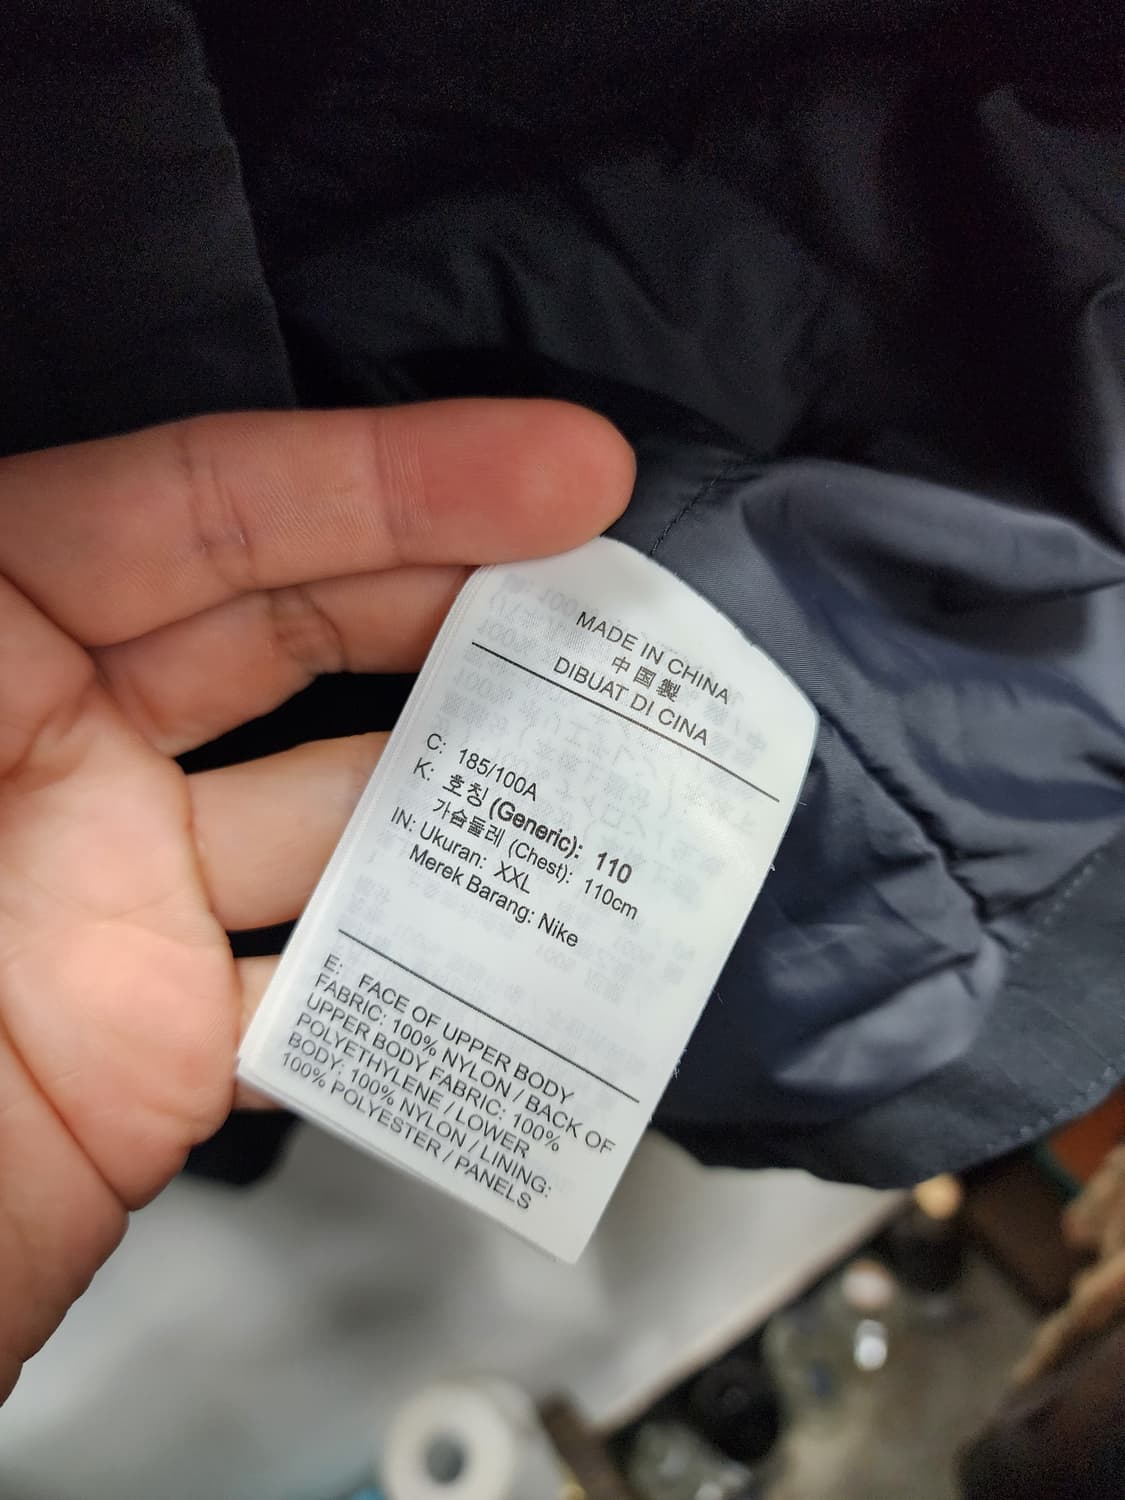 MADE IN CHINA
中国製
DIBUAT DI CINA
C: 185/100A
K: 호칭 (Generic): 110
가슴둘레 (Chest): 110cm
IN: Ukuran: XXL
Merek Barang: Nike
E: FACE OF UPPER BODY
FABRIC: 100% NYLON / BACK OF
UPPER BODY FABRIC: 100%
POLYETHYLENE / LOWER
BODY: 100% NYLON / LINING:
100% POLYESTER / PANELS